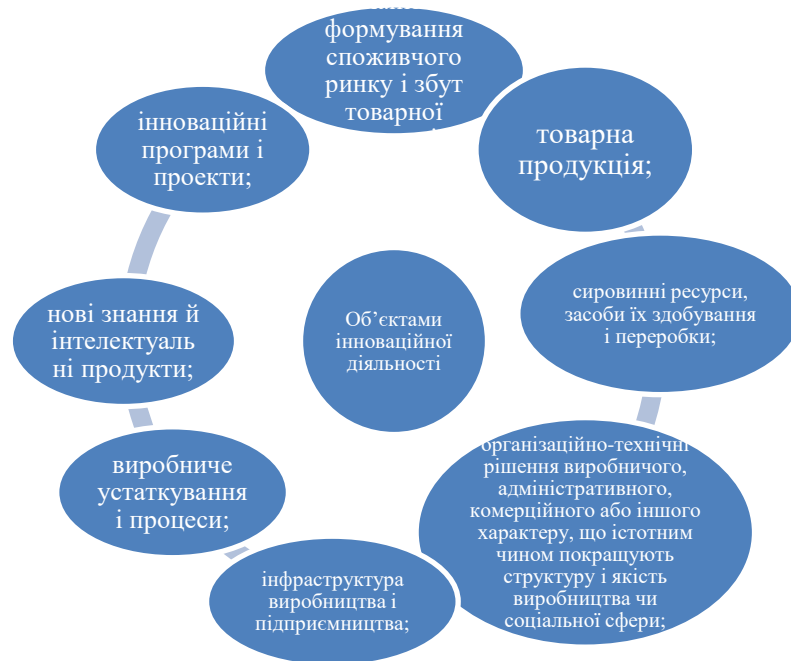 формування
споживчого
ринку і збут
товарної
товарна
продукція;
сировинні ресурси,
засоби їх здобування
і переробки;
організаційно-технічні
рішення виробничого,
адміністративного,
комерційного або іншого
характеру, що істотним
чином покращують
структуру і якість
виробництва чи
соціальної сфери;
інфраструктура
виробництва і
підприємництва;
виробниче
устаткування
і процеси;
нові знання й
інтелектуаль
ні продукти;
інноваційні
програми і
проекти;
Об’єктами
інноваційної
діяльності